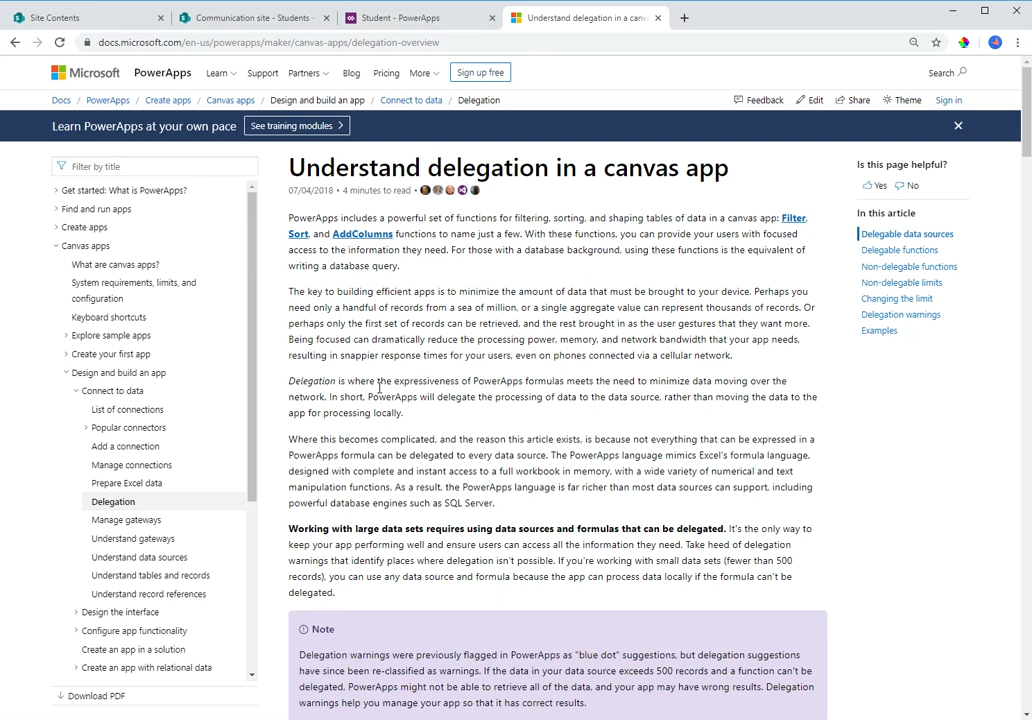 Site Contents
Communication site - Students -
Student - PowerApps
Understand delegation in a canv
docs.microsoft.com/en-us/powerapps/maker/canvas-apps/delegation-overview
Microsoft PowerApps Learn Support Partners Blog Pricing More Sign up free Search
Docs / PowerApps / Create apps / Canvas apps / Design and build an app / Connect to data / Delegation
Feedback Edit Share Theme Sign in
Learn PowerApps at your own pace See training modules >
Filter by title
Get started: What is PowerApps?
Find and run apps
Create apps
Canvas apps
What are canvas apps?
System requirements, limits, and
configuration
Keyboard shortcuts
Explore sample apps
Create your first app
Design and build an app
Connect to data
List of connections
Popular connectors
Add a connection
Manage connections
Prepare Excel data
Delegation
Manage gateways
Understand gateways
Understand data sources
Understand tables and records
Understand record references
Design the interface
Configure app functionality
Create an app in a solution
Create an app with relational data
Download PDF
Understand delegation in a canvas app
07/04/2018 • 4 minutes to read •
PowerApps includes a powerful set of functions for filtering, sorting, and shaping tables of data in a canvas app: Filter,
Sort, and AddColumns functions to name just a few. With these functions, you can provide your users with focused
access to the information they need. For those with a database background, using these functions is the equivalent of
writing a database query.
The key to building efficient apps is to minimize the amount of data that must be brought to your device. Perhaps you
need only a handful of records from a sea of million, or a single aggregate value can represent thousands of records. Or
perhaps only the first set of records can be retrieved, and the rest brought in as the user gestures that they want more.
Being focused can dramatically reduce the processing power, memory, and network bandwidth that your app needs,
resulting in snappier response times for your users, even on phones connected via a cellular network.
Delegation is where the expressiveness of PowerApps formulas meets the need to minimize data moving over the
network. In short, PowerApps will delegate the processing of data to the data source, rather than moving the data to the
app for processing locally.
Where this becomes complicated, and the reason this article exists, is because not everything that can be expressed in a
PowerApps formula can be delegated to every data source. The PowerApps language mimics Excel's formula language,
designed with complete and instant access to a full workbook in memory, with a wide variety of numerical and text
manipulation functions. As a result, the PowerApps language is far richer than most data sources can support, including
powerful database engines such as SQL Server.
Working with large data sets requires using data sources and formulas that can be delegated. It's the only way to
keep your app performing well and ensure users can access all the information they need. Take heed of delegation
warnings that identify places where delegation isn't possible. If you're working with small data sets (fewer than 500
records), you can use any data source and formula because the app can process data locally if the formula can't be
delegated.
Note
Delegation warnings were previously flagged in PowerApps as "blue dot" suggestions, but delegation suggestions
have since been re-classified as warnings. If the data in your data source exceeds 500 records and a function can't be
delegated, PowerApps might not be able to retrieve all of the data, and your app may have wrong results. Delegation
warnings help you manage your app so that it has correct results.
Is this page helpful?
Yes No
In this article
Delegable data sources
Delegable functions
Non-delegable functions
Non-delegable limits
Changing the limit
Delegation warnings
Examples